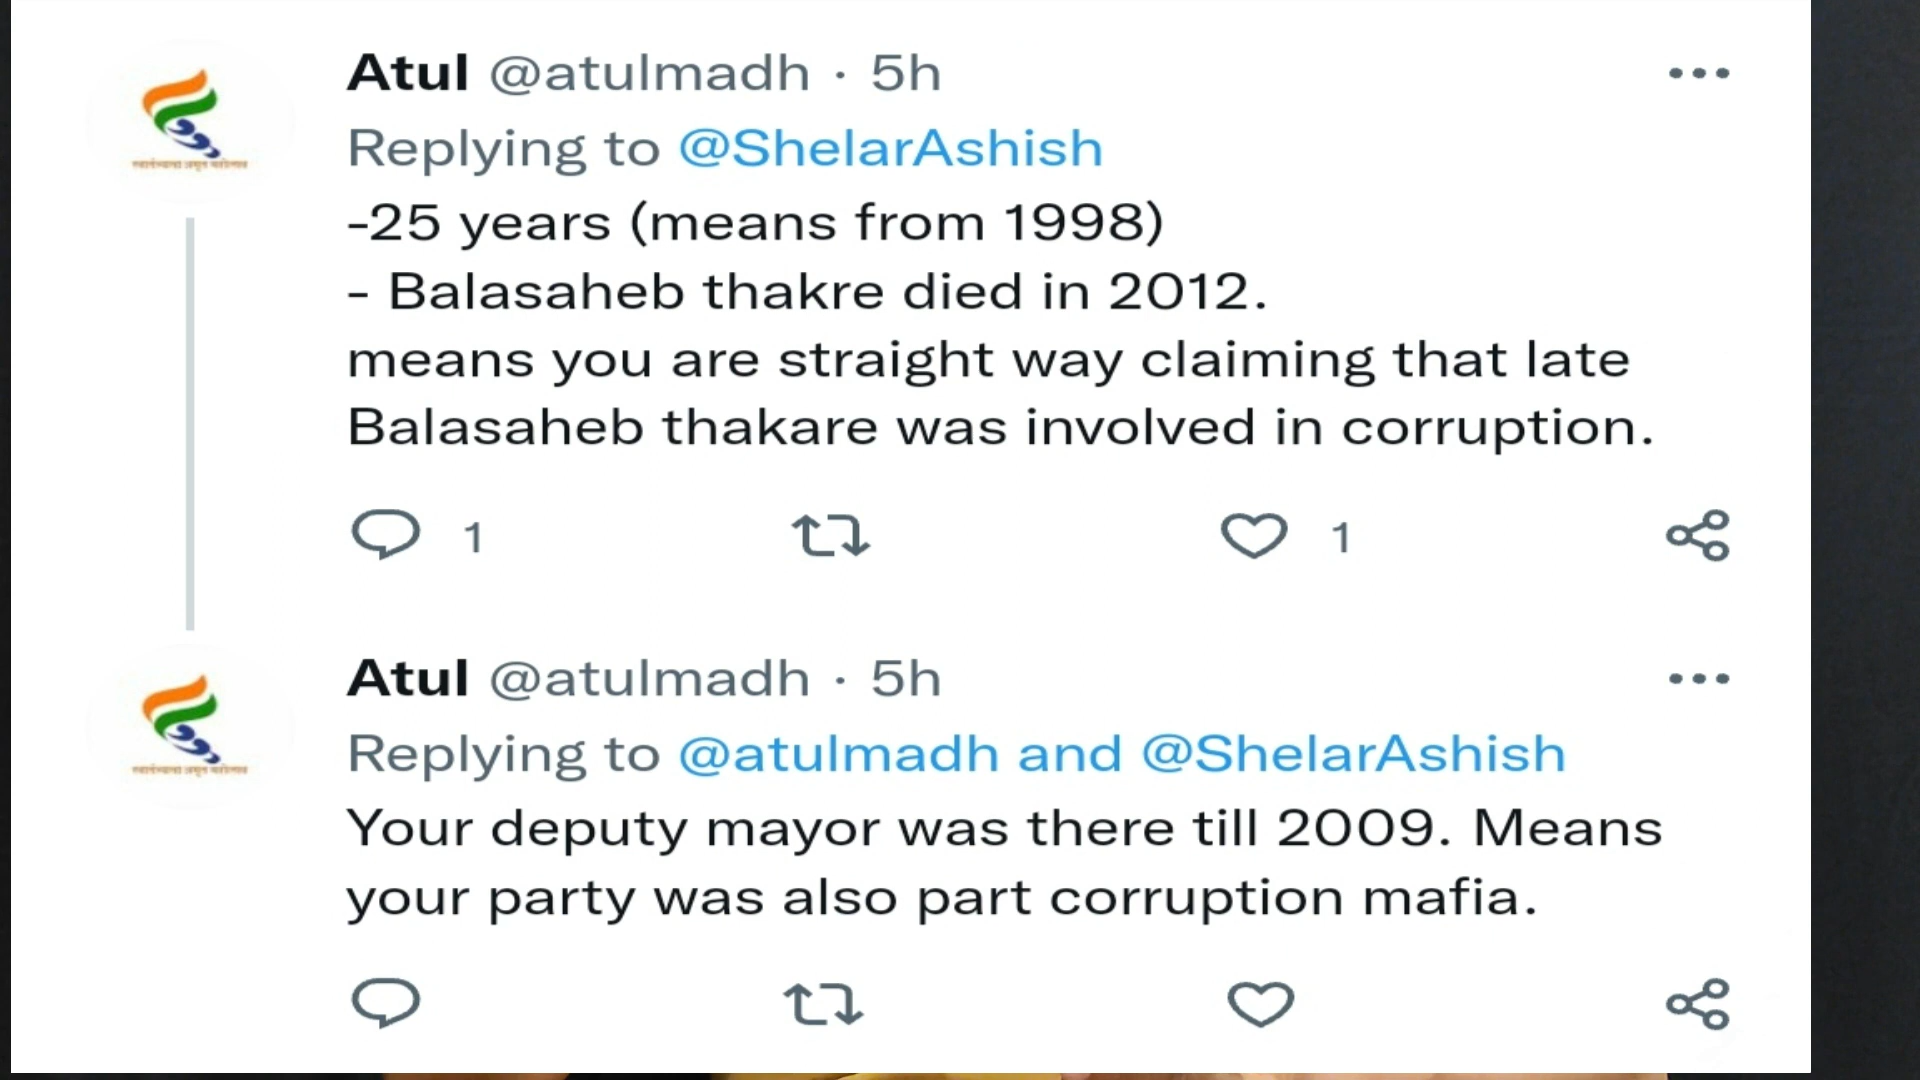 Atul @atulmadh · 5h
Replying to @ShelarAshish
-25 years (means from 1998)
- Balasaheb thakre died in 2012.
means you are straight way claiming that late
Balasaheb thakare was involved in corruption.
1 1
Atul @atulmadh · 5h
Replying to @atulmadh and @ShelarAshish
Your deputy mayor was there till 2009. Means
your party was also part corruption mafia.